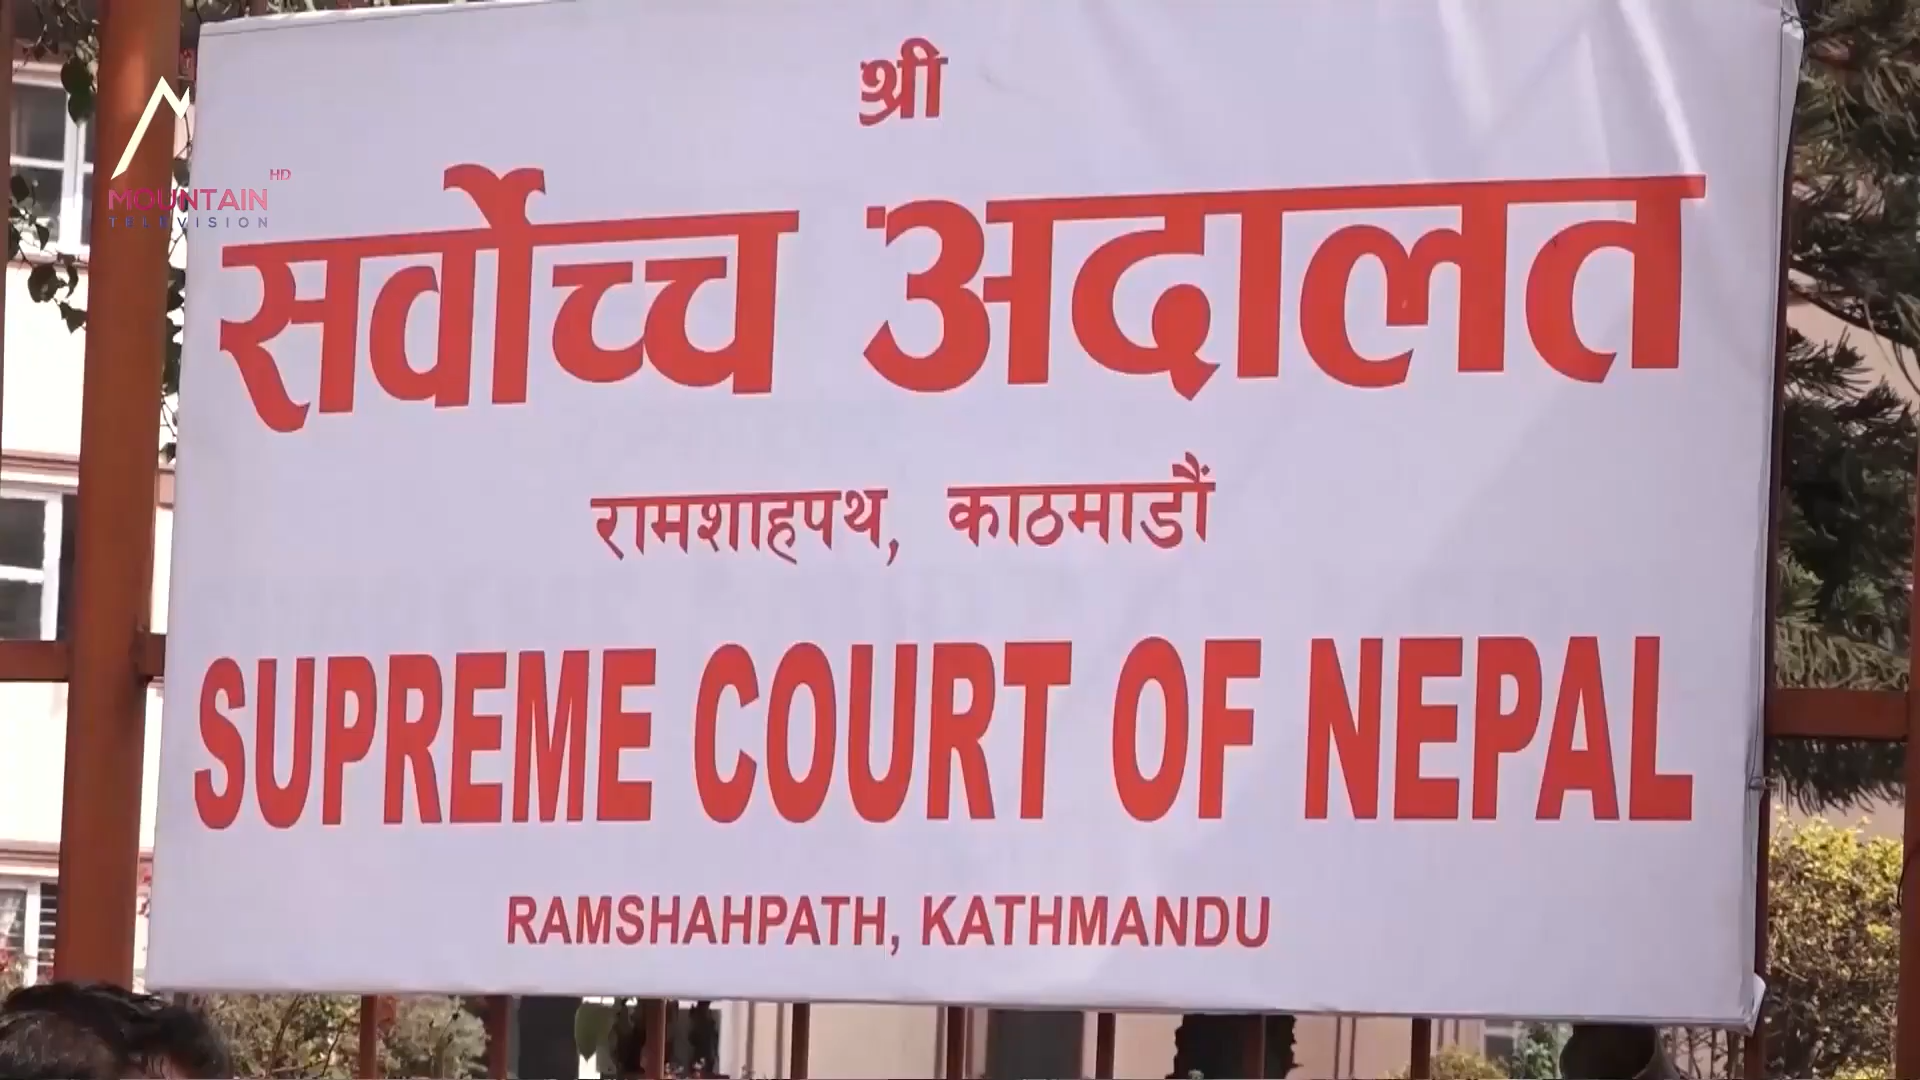 श्री
सर्वोच्च अदालत
रामशाहपथ, काठमाडौं
SUPREME COURT OF NEPAL
RAMSHAHPATH, KATHMANDU
HD
MOUNTAIN
TELEVISION